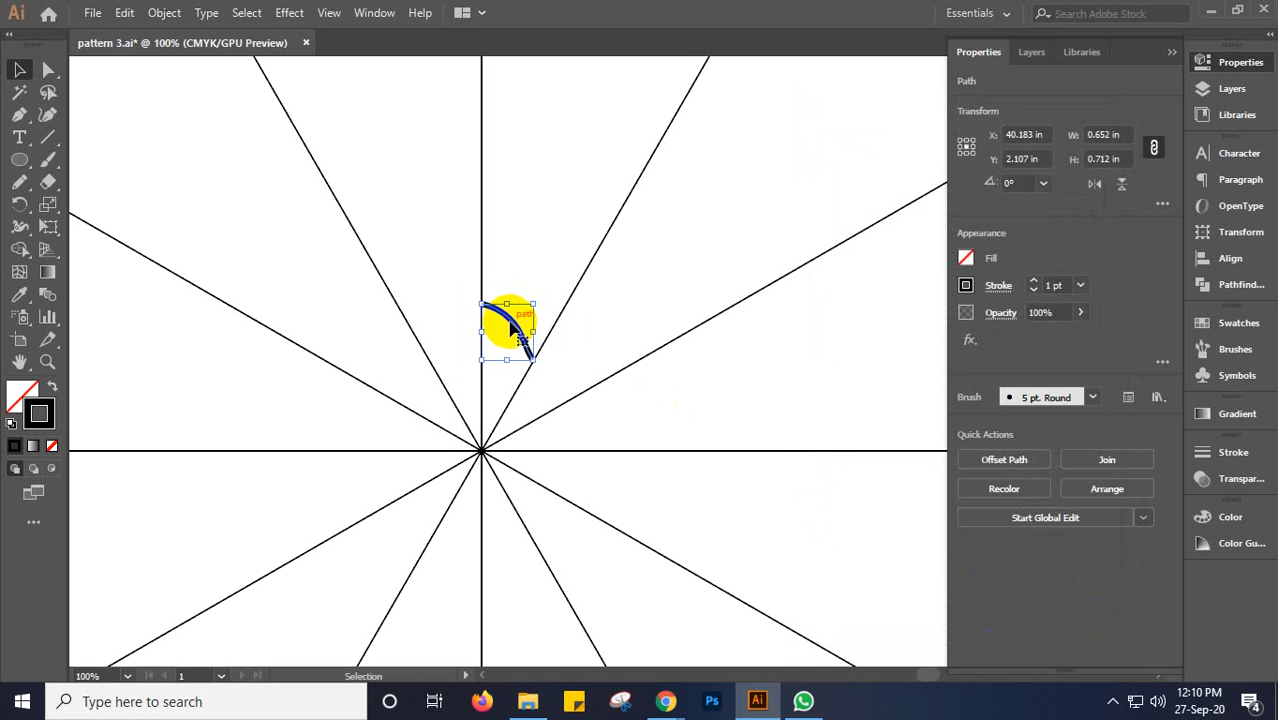 Ai File Edit Object Type Select Effect View Window Help Essentials Search Adobe Stock
pattern 3.ai* @ 100% (CMYK/GPU Preview) ×
Properties Layers Libraries
Path
Transform
X: 40.183 in W: 0.652 in
Y: 2.107 in H: 0.712 in
0°
Appearance
Fill
Stroke 1 pt
Opacity 100%
fx.
Brush 5 pt. Round
Quick Actions
Offset Path Join
Recolor Arrange
Start Global Edit
Properties
Layers
Libraries
Character
Paragraph
OpenType
Transform
Align
Pathfind...
Swatches
Brushes
Symbols
Gradient
Stroke
Transpar...
Color
Color Gu...
path
100% 1 Selection
Type here to search Ps Ai 12:10 PM
27-Sep-20 4